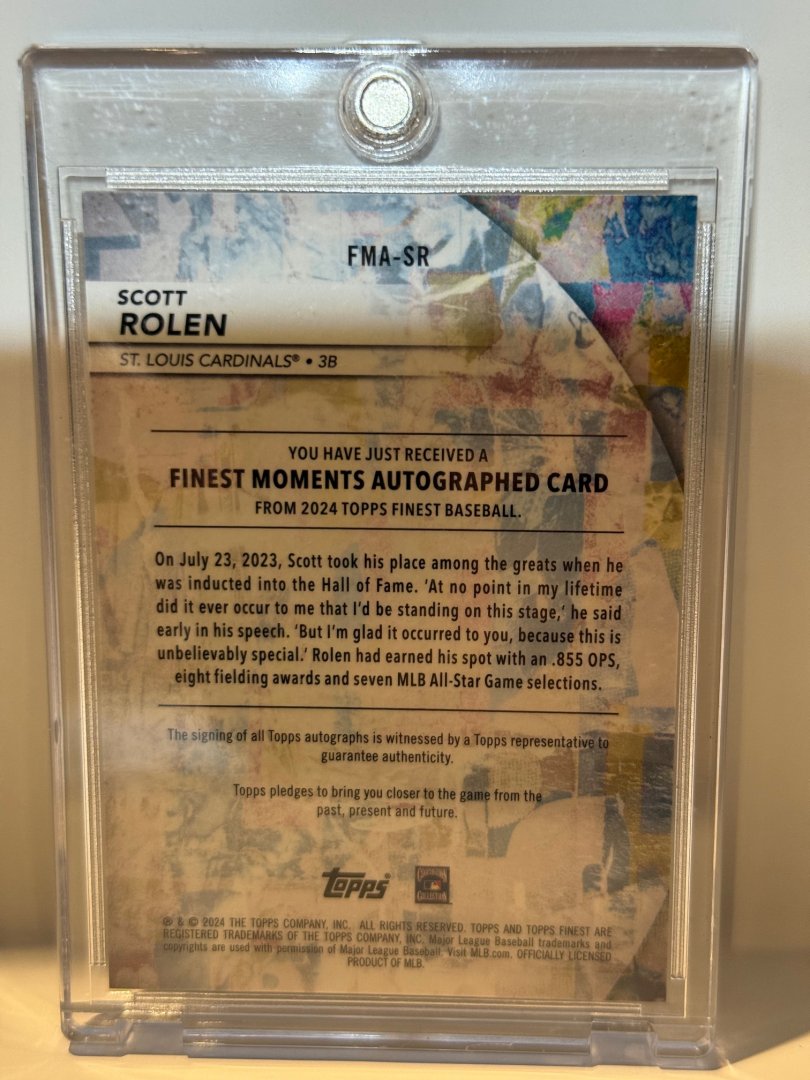 FMA-SR
SCOTT
ROLEN
ST. LOUIS CARDINALS® • 3B
YOU HAVE JUST RECEIVED A
FINEST MOMENTS AUTOGRAPHED CARD
FROM 2024 TOPPS FINEST BASEBALL.
On July 23, 2023, Scott took his place among the greats when he
was inducted into the Hall of Fame. 'At no point in my lifetime
did it ever occur to me that I'd be standing on this stage,' he said
early in his speech. 'But I'm glad it occurred to you, because this is
unbelievably special.' Rolen had earned his spot with an .855 OPS,
eight fielding awards and seven MLB All-Star Game selections.
The signing of all Topps autographs is witnessed by a Topps representative to
guarantee authenticity.
Topps pledges to bring you closer to the game from the
past, present and future.
Topps®
COOPERSTOWN
COLLECTION
® & © 2024 THE TOPPS COMPANY, INC. ALL RIGHTS RESERVED. TOPPS AND TOPPS FINEST ARE
REGISTERED TRADEMARKS OF THE TOPPS COMPANY, INC. Major League Baseball trademarks and
copyrights are used with permission of Major League Baseball. Visit MLB.com. OFFICIALLY LICENSED
PRODUCT OF MLB.